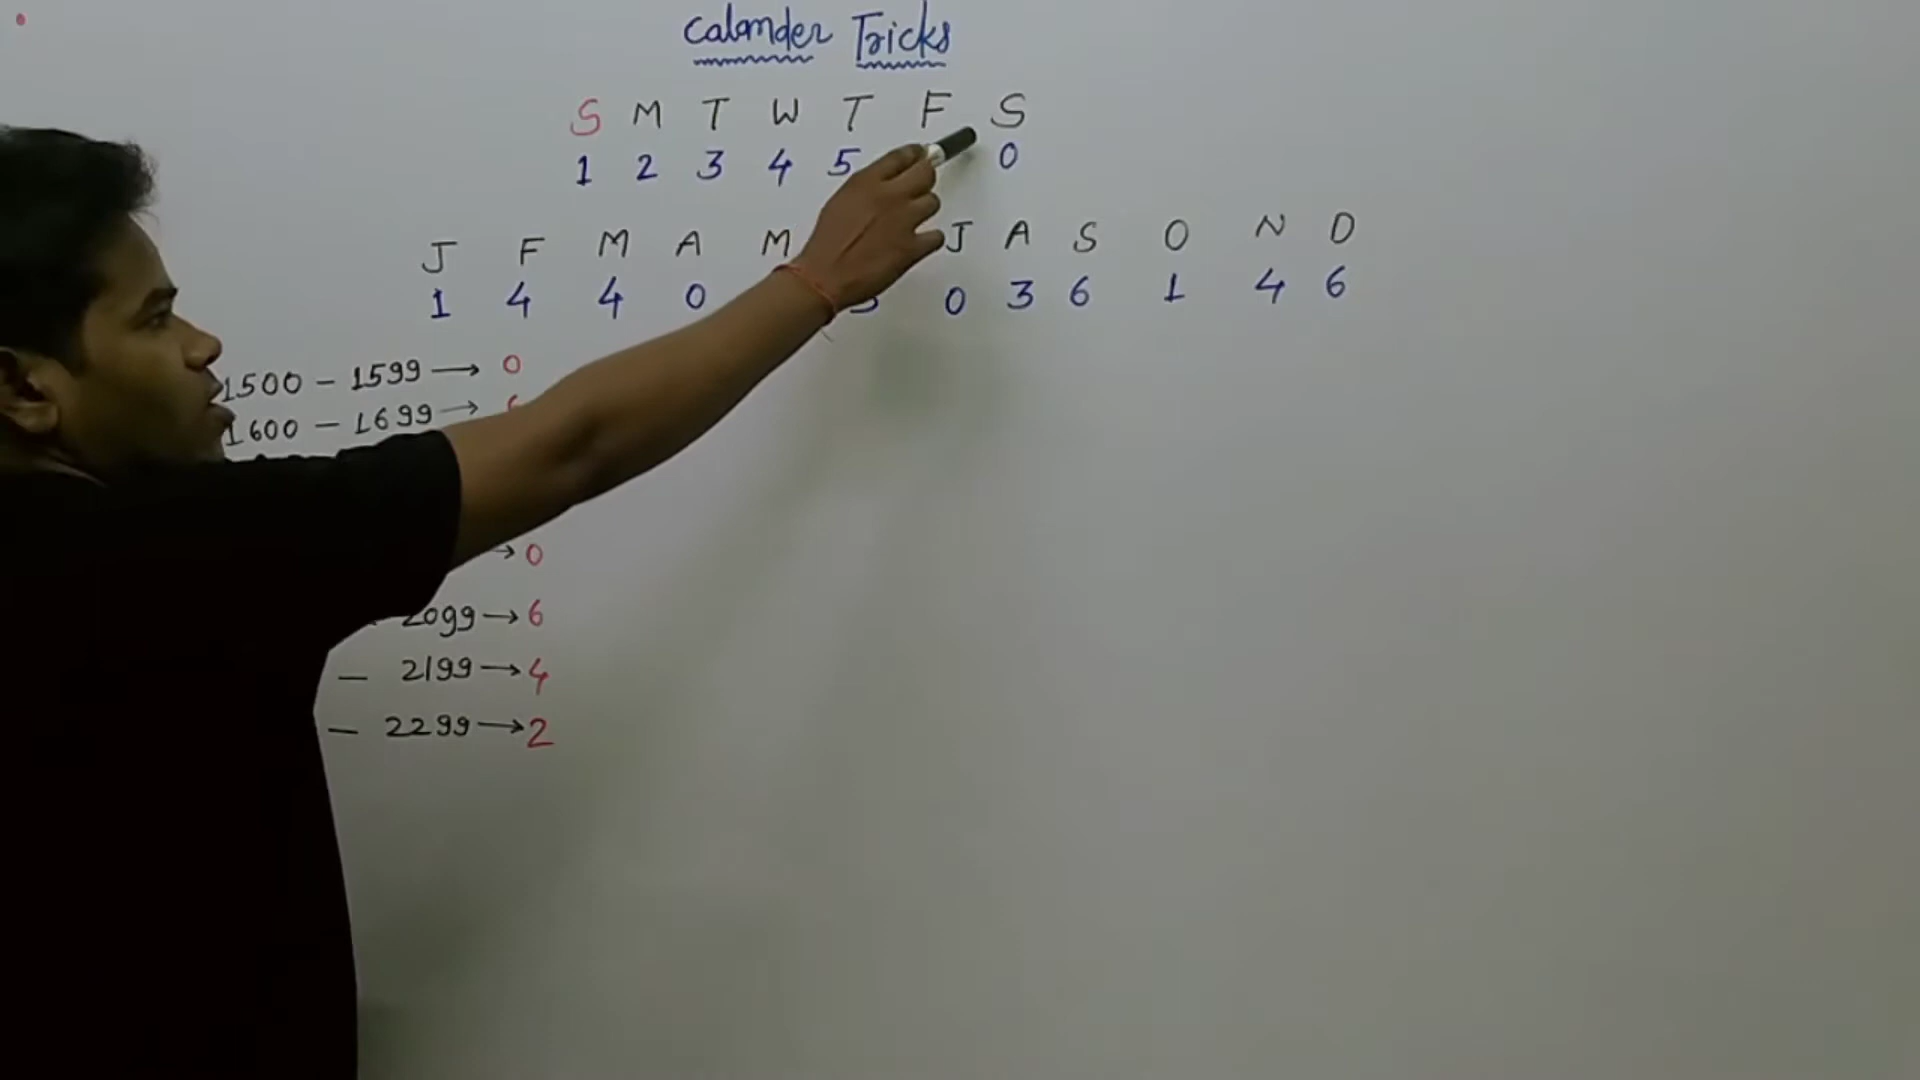 Calander Tricks
S M T W T F S
1 2 3 4 5 0
J F M A M J A S O N D
1 4 4 0 0 3 6 1 4 6
1500 - 1599 → 0
1600 - 1699 →
→ 0
2099 → 6
- 2199 → 4
- 2299 → 2